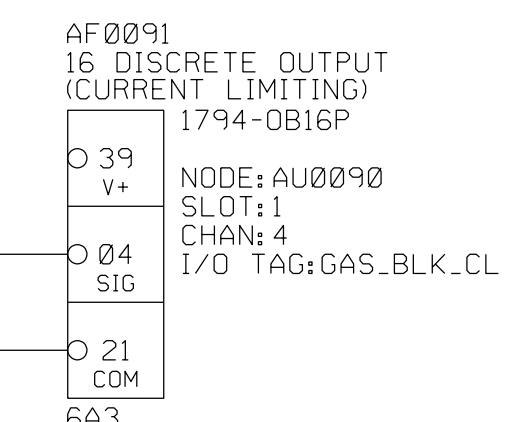 AF0091
16 DISCRETE OUTPUT
(CURRENT LIMITING)
1794-OB16P
39
V+
NODE:AU0090
SLOT:1
CHAN:4
I/O TAG:GAS_BLK_CL
04
SIG
21
COM
6A3